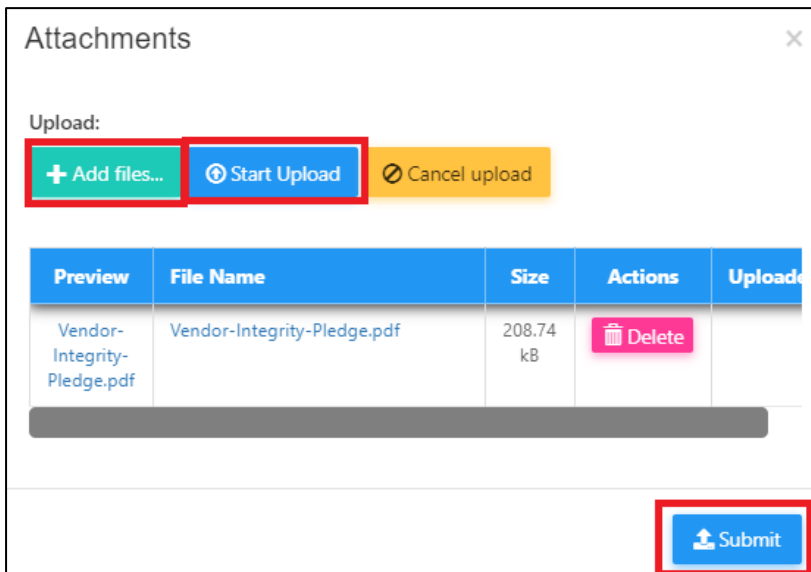 Attachments
Upload:
Add files...
Start Upload
Cancel upload
Preview
File Name
Size
Actions
Uploade
Vendor-
Integrity-
Pledge.pdf
Vendor-Integrity-Pledge.pdf
208.74
kB
Delete
Submit